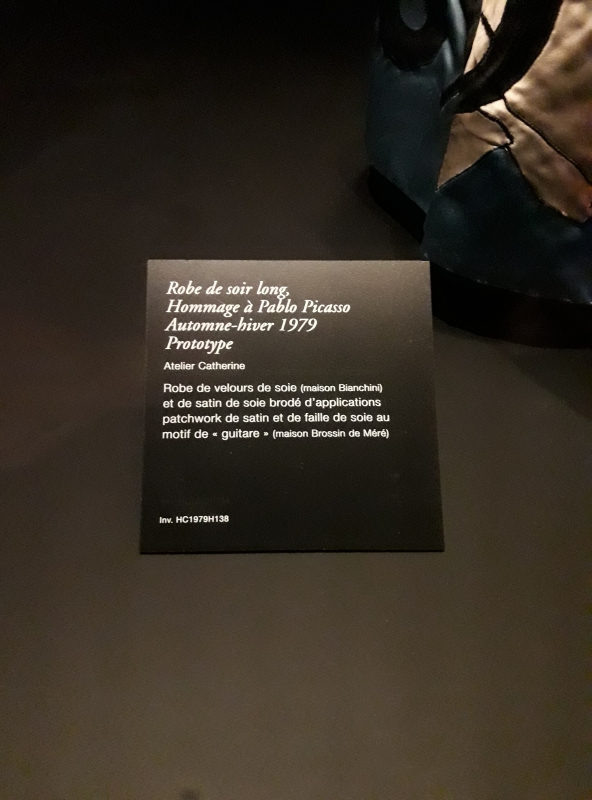 Robe de soir long,
Hommage à Pablo Picasso
Automne-hiver 1979
Prototype
Atelier Catherine
Robe de velours de soie (maison Bianchini)
et de satin de soie brodé d'applications
patchwork de satin et de faille de soie au
motif de « guitare » (maison Brossin de Méré)
Inv. HC1979H138